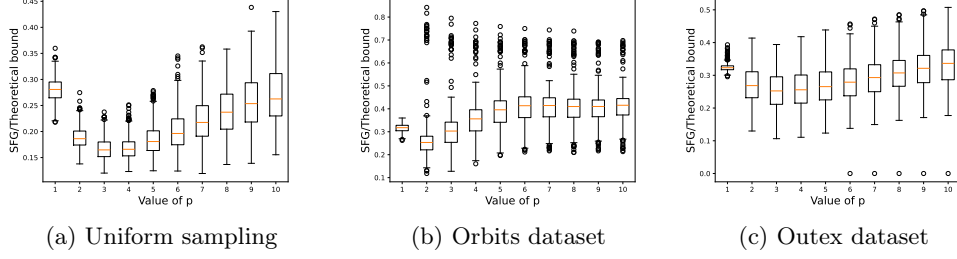 0.45
0.40
0.35
0.30
0.25
0.20
0.15
SFG/Theoretical bound
1 2 3 4 5 6 7 8 9 10
Value of p
(a) Uniform sampling
0.8
0.7
0.6
0.5
0.4
0.3
0.2
0.1
SFG/Theoretical bound
1 2 3 4 5 6 7 8 9 10
Value of p
(b) Orbits dataset
0.5
0.4
0.3
0.2
0.1
0.0
SFG/Theoretical bound
1 2 3 4 5 6 7 8 9 10
Value of p
(c) Outex dataset